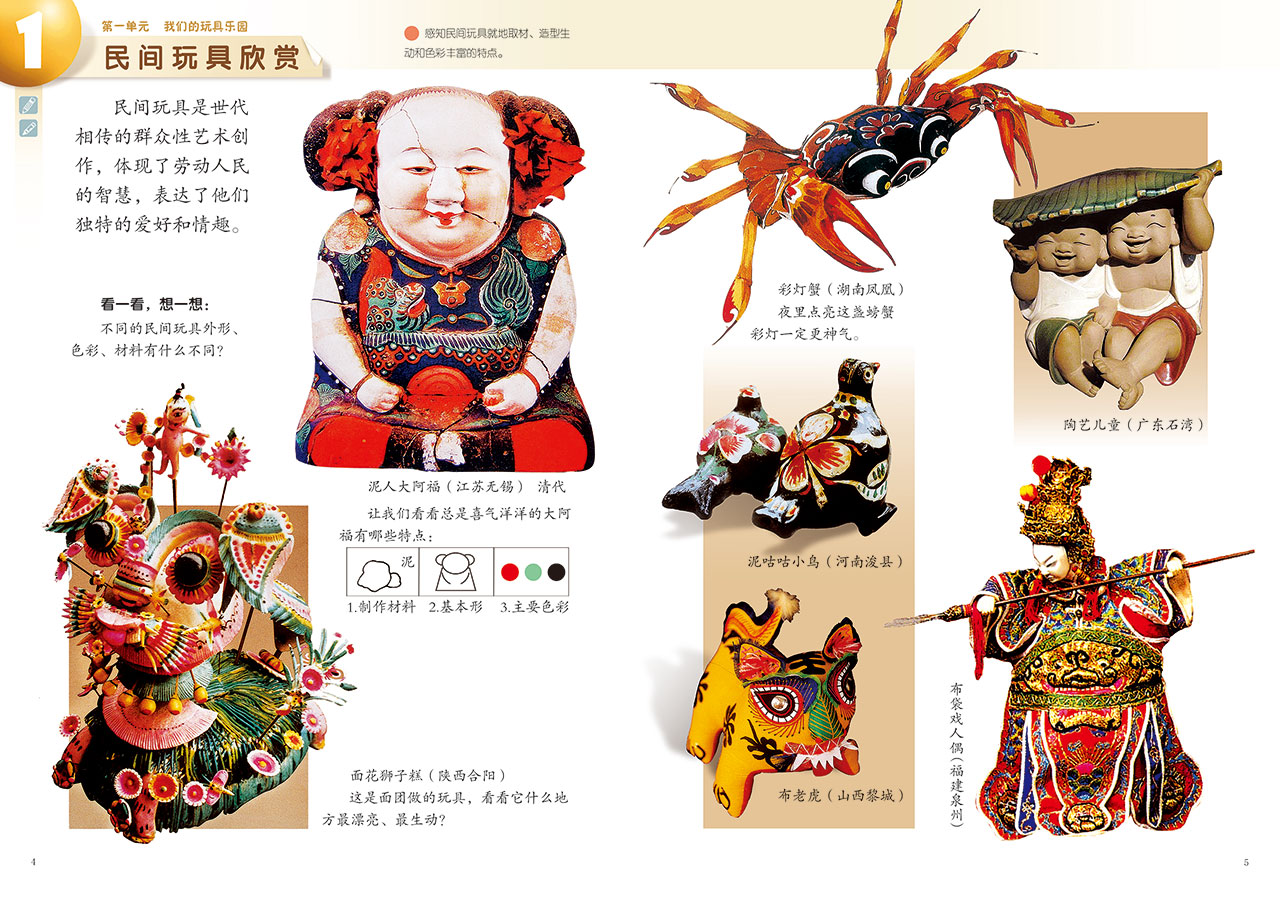 1
第一单元 我们的玩具乐园
民间玩具欣赏
感知民间玩具就地取材、造型生
动和色彩丰富的特点。
民间玩具是世代
相传的群众性艺术创
作，体现了劳动人民
的智慧，表达了他们
独特的爱好和情趣。
看一看，想一想：
不同的民间玩具外形、
色彩、材料有什么不同？
泥人大阿福（江苏无锡） 清代
让我们看看总是喜气洋洋的大阿
福有哪些特点：
泥
1.制作材料 2.基本形 3.主要色彩
面花狮子糕（陕西合阳）
这是面团做的玩具，看看它什么地
方最漂亮、最生动？
4
彩灯蟹（湖南凤凰）
夜里点亮这盏螃蟹
彩灯一定更神气。
陶艺儿童（广东石湾）
泥咕咕小鸟（河南浚县）
布老虎（山西黎城）
布袋戏人偶（福建泉州）
5